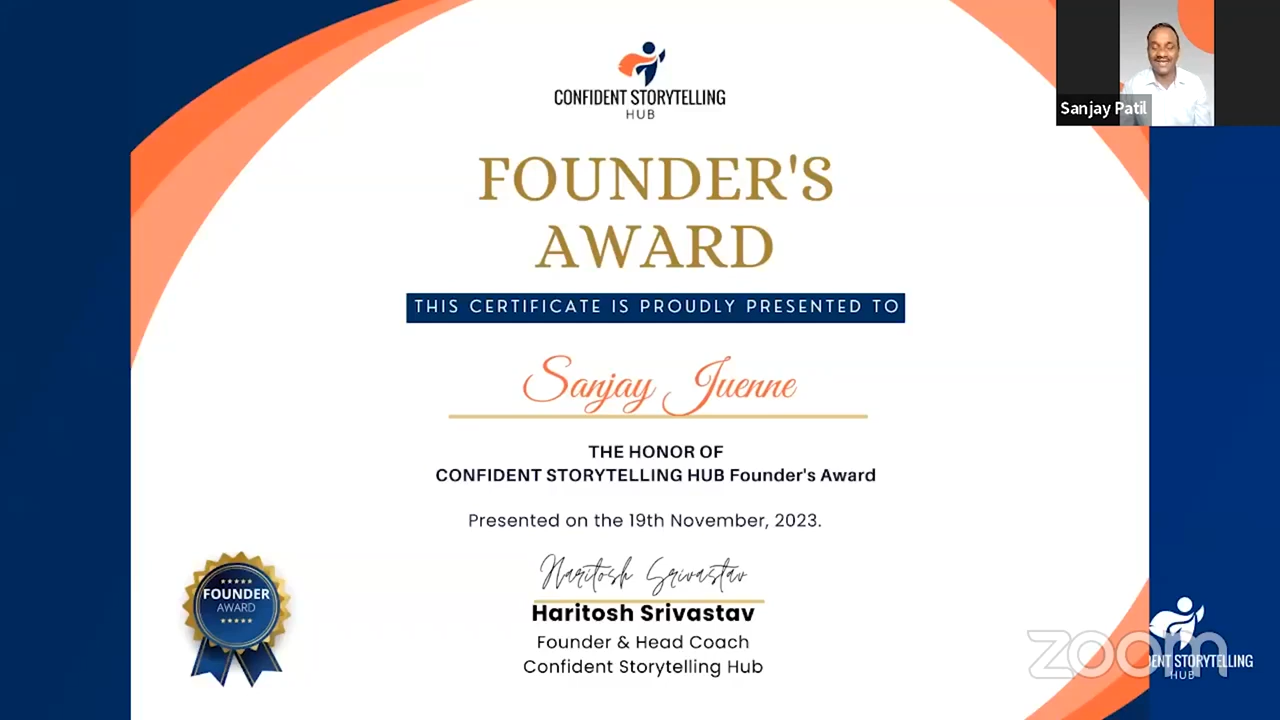 CONFIDENT STORYTELLING
HUB
Sanjay Patil
FOUNDER'S
AWARD
THIS CERTIFICATE IS PROUDLY PRESENTED TO
Sanjay Juenne
THE HONOR OF
CONFIDENT STORYTELLING HUB Founder's Award
Presented on the 19th November, 2023.
Haritosh Srivastav
Haritosh Srivastav
Founder & Head Coach
Confident Storytelling Hub
FOUNDER
AWARD
zoom
DENT STORYTELLING
HUB